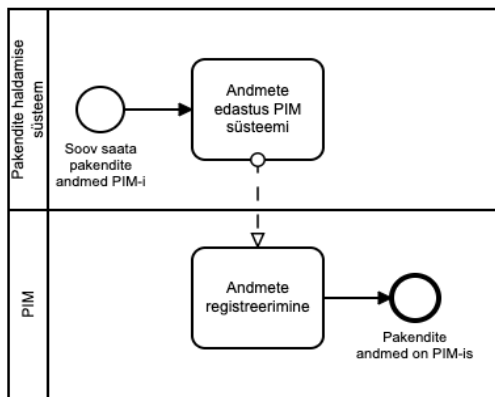 Pakendite haldamise
süsteem
Soov saata
pakendite
andmed PIM-i
Andmete
edastus PIM
süsteemi
PIM
Andmete
registreerimine
Pakendite
andmed on PIM-is